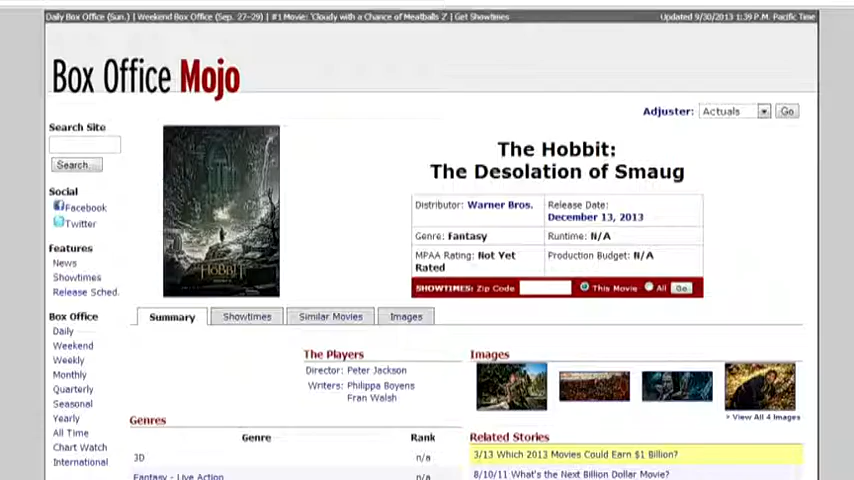 Daily Box Office (Sun.) | Weekend Box Office (Sep. 27-29) | #1 Movie: 'Cloudy with a Chance of Meatballs 2' | Get Showtimes
Updated 9/30/2013 1:39 P.M. Pacific Time
Box Office Mojo
Adjuster: Actuals Go
Search Site
Search...
Social
Facebook
Twitter
Features
News
Showtimes
Release Sched.
Box Office
Daily
Weekend
Weekly
Monthly
Quarterly
Seasonal
Yearly
All Time
Chart Watch
International
THE HOBBIT
The Hobbit:
The Desolation of Smaug
Distributor: Warner Bros.
Release Date:
December 13, 2013
Genre: Fantasy
Runtime: N/A
MPAA Rating: Not Yet
Rated
Production Budget: N/A
SHOWTIMES: Zip Code This Movie All Go
Summary Showtimes Similar Movies Images
The Players
Director: Peter Jackson
Writers: Philippa Boyens
Fran Walsh
Genres
Genre Rank
3D n/a
Fantasy - Live Action n/a
Images
> View All 4 Images
Related Stories
3/13 Which 2013 Movies Could Earn $1 Billion?
8/10/11 What's the Next Billion Dollar Movie?